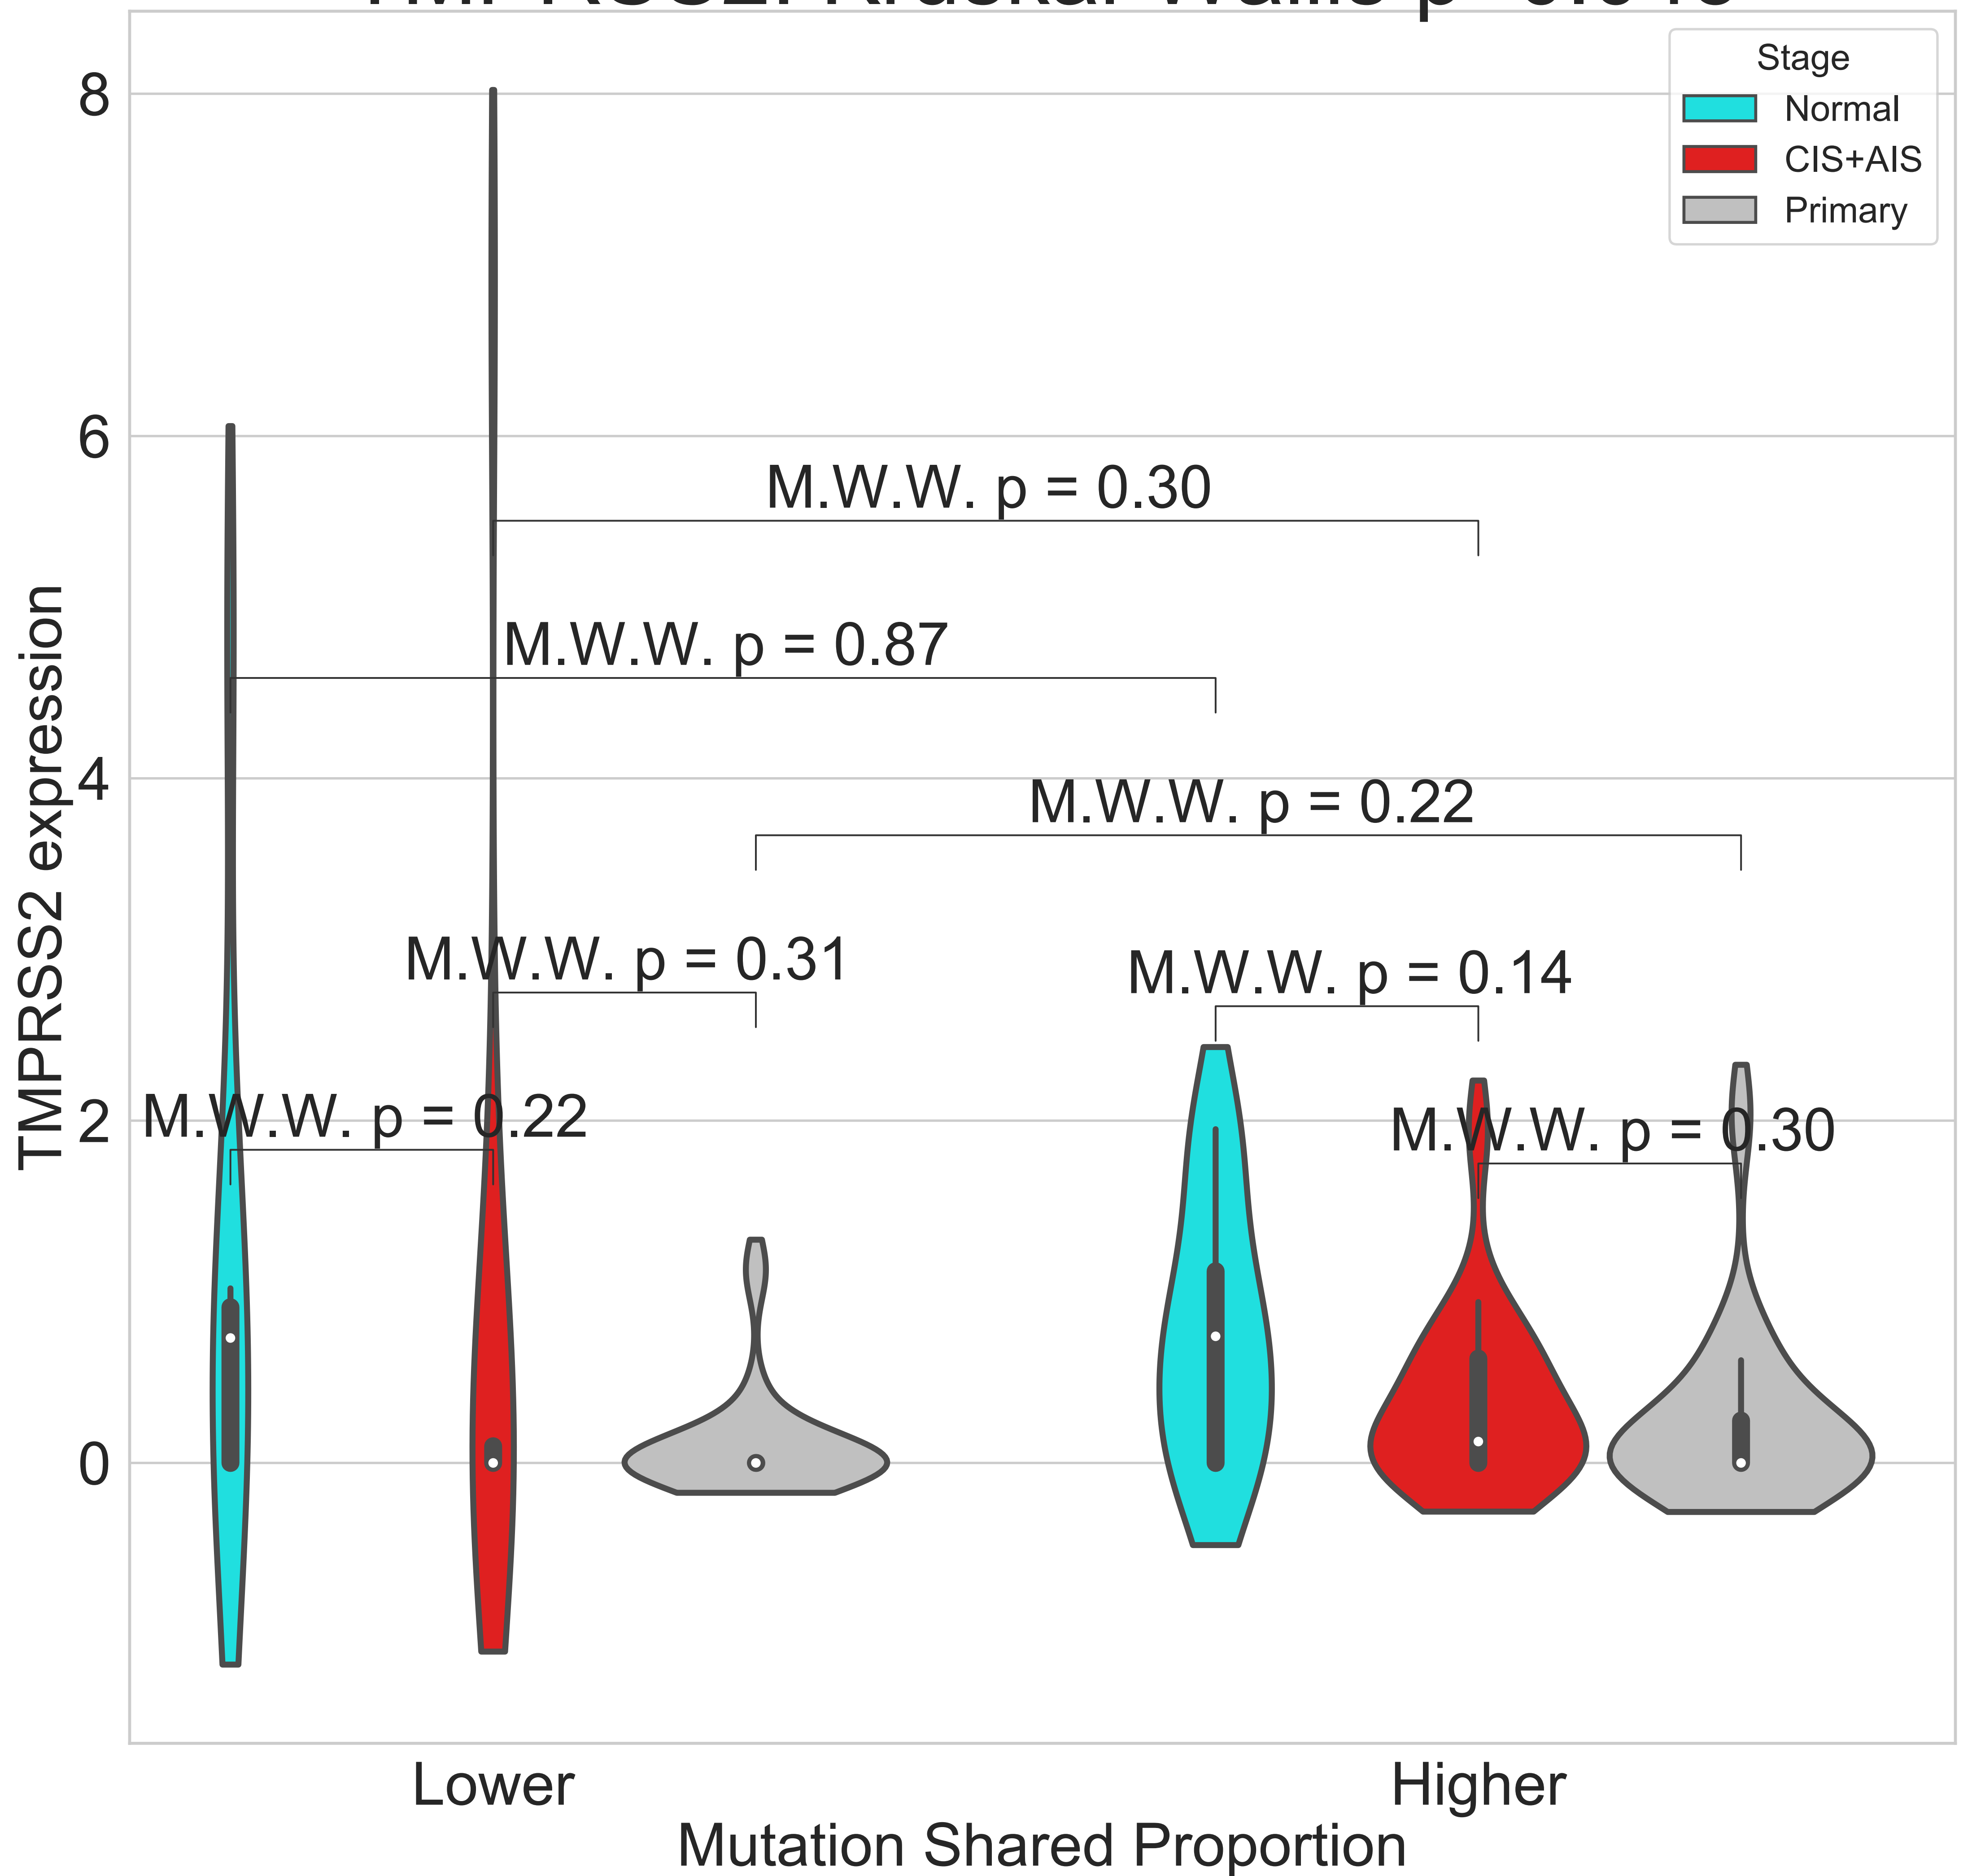 8
6
4
2
0
TMPRSS2 expression
Stage
Normal
CIS+AIS
Primary
M.W.W. p = 0.30
M.W.W. p = 0.87
M.W.W. p = 0.22
M.W.W. p = 0.31
M.W.W. p = 0.14
M.W.W. p = 0.22
M.W.W. p = 0.30
Lower
Higher
Mutation Shared Proportion